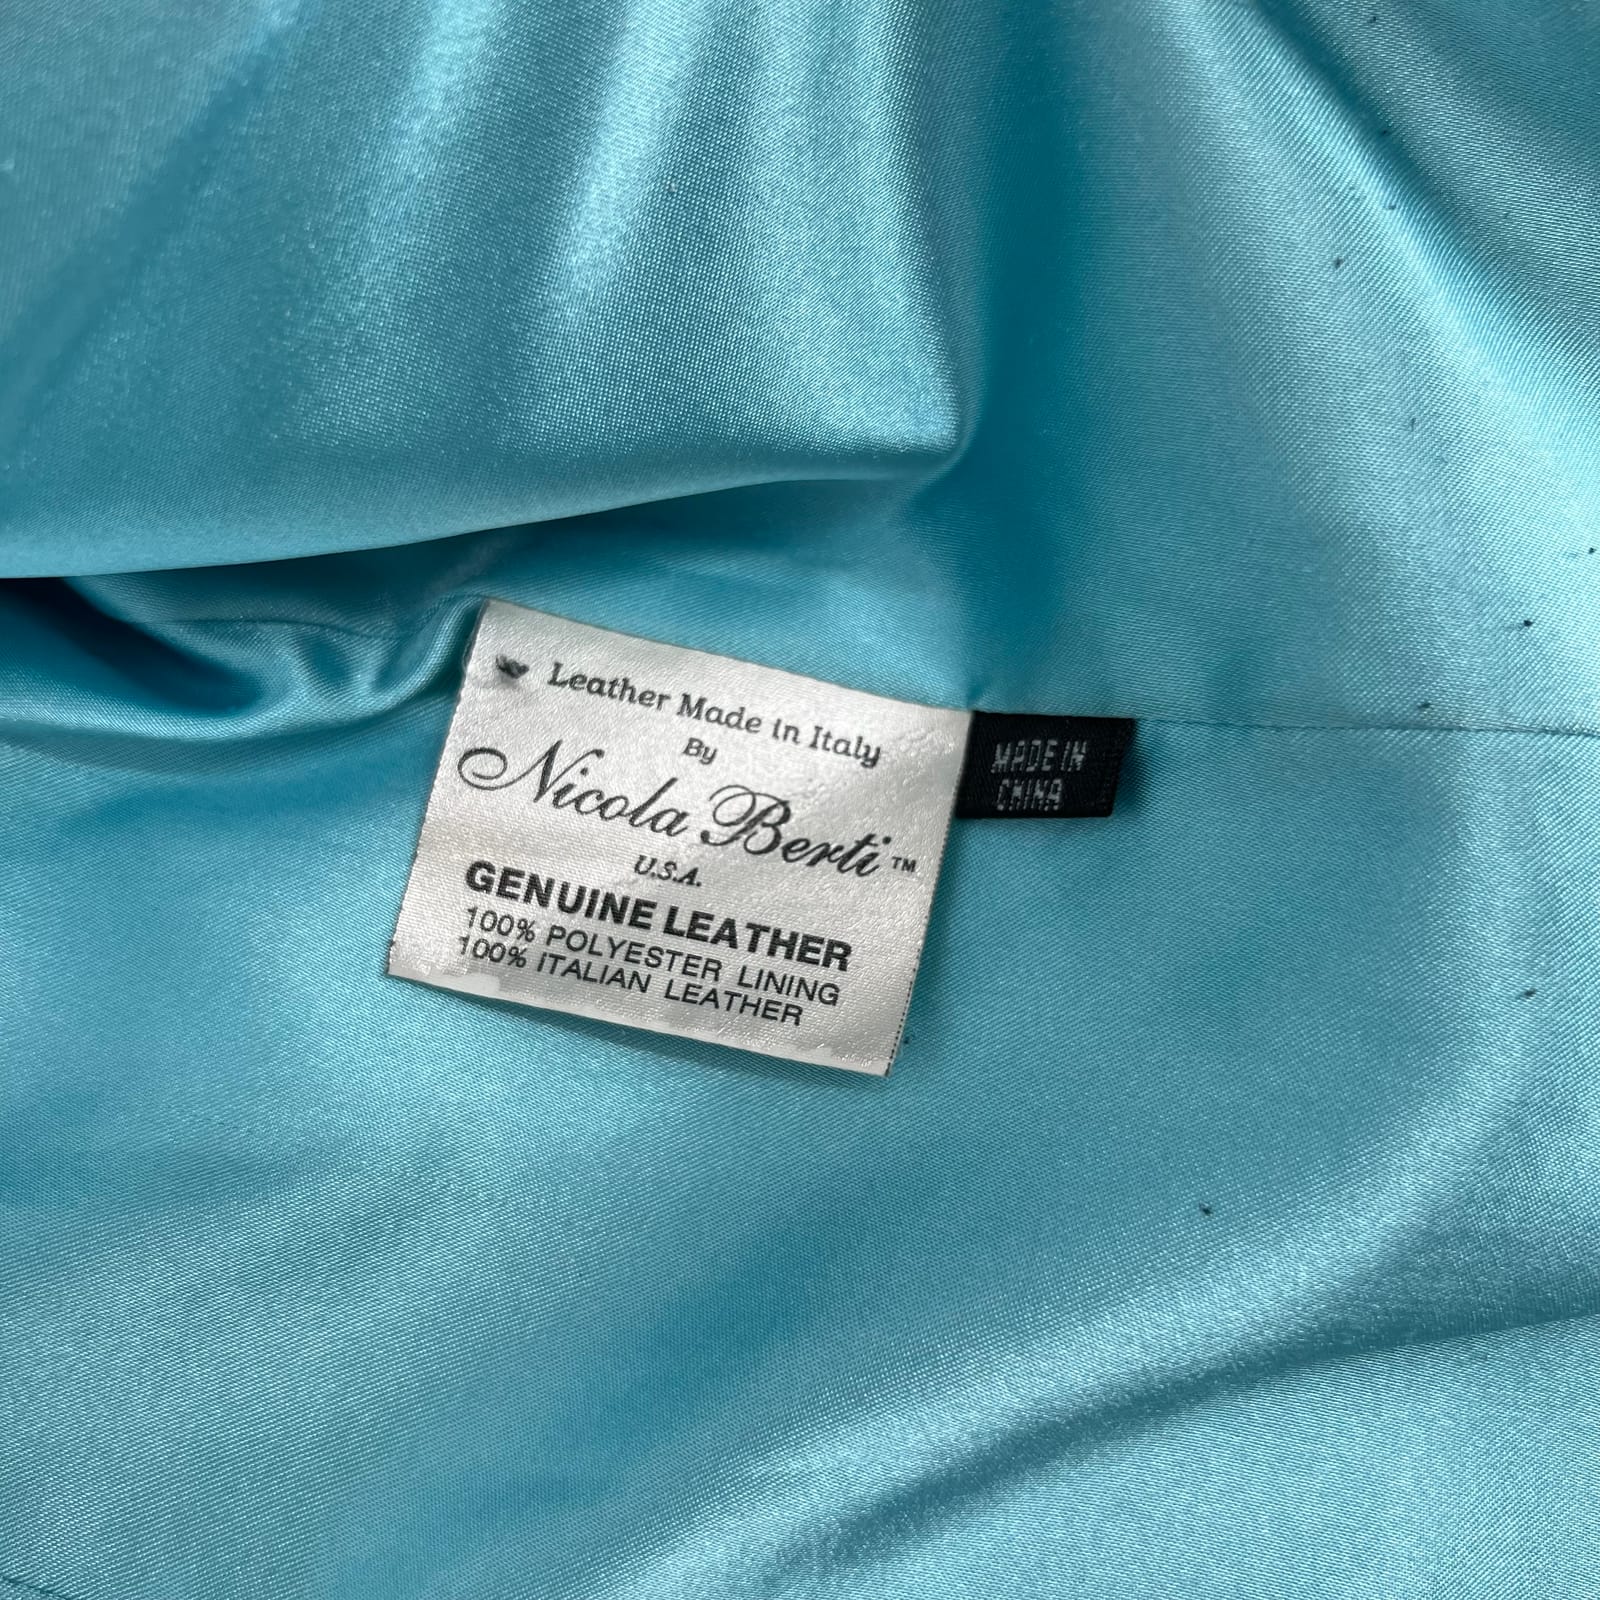 Leather Made in Italy
By
Nicola Berti™
U.S.A.
GENUINE LEATHER
100% POLYESTER LINING
100% ITALIAN LEATHER
MADE IN
CHINA